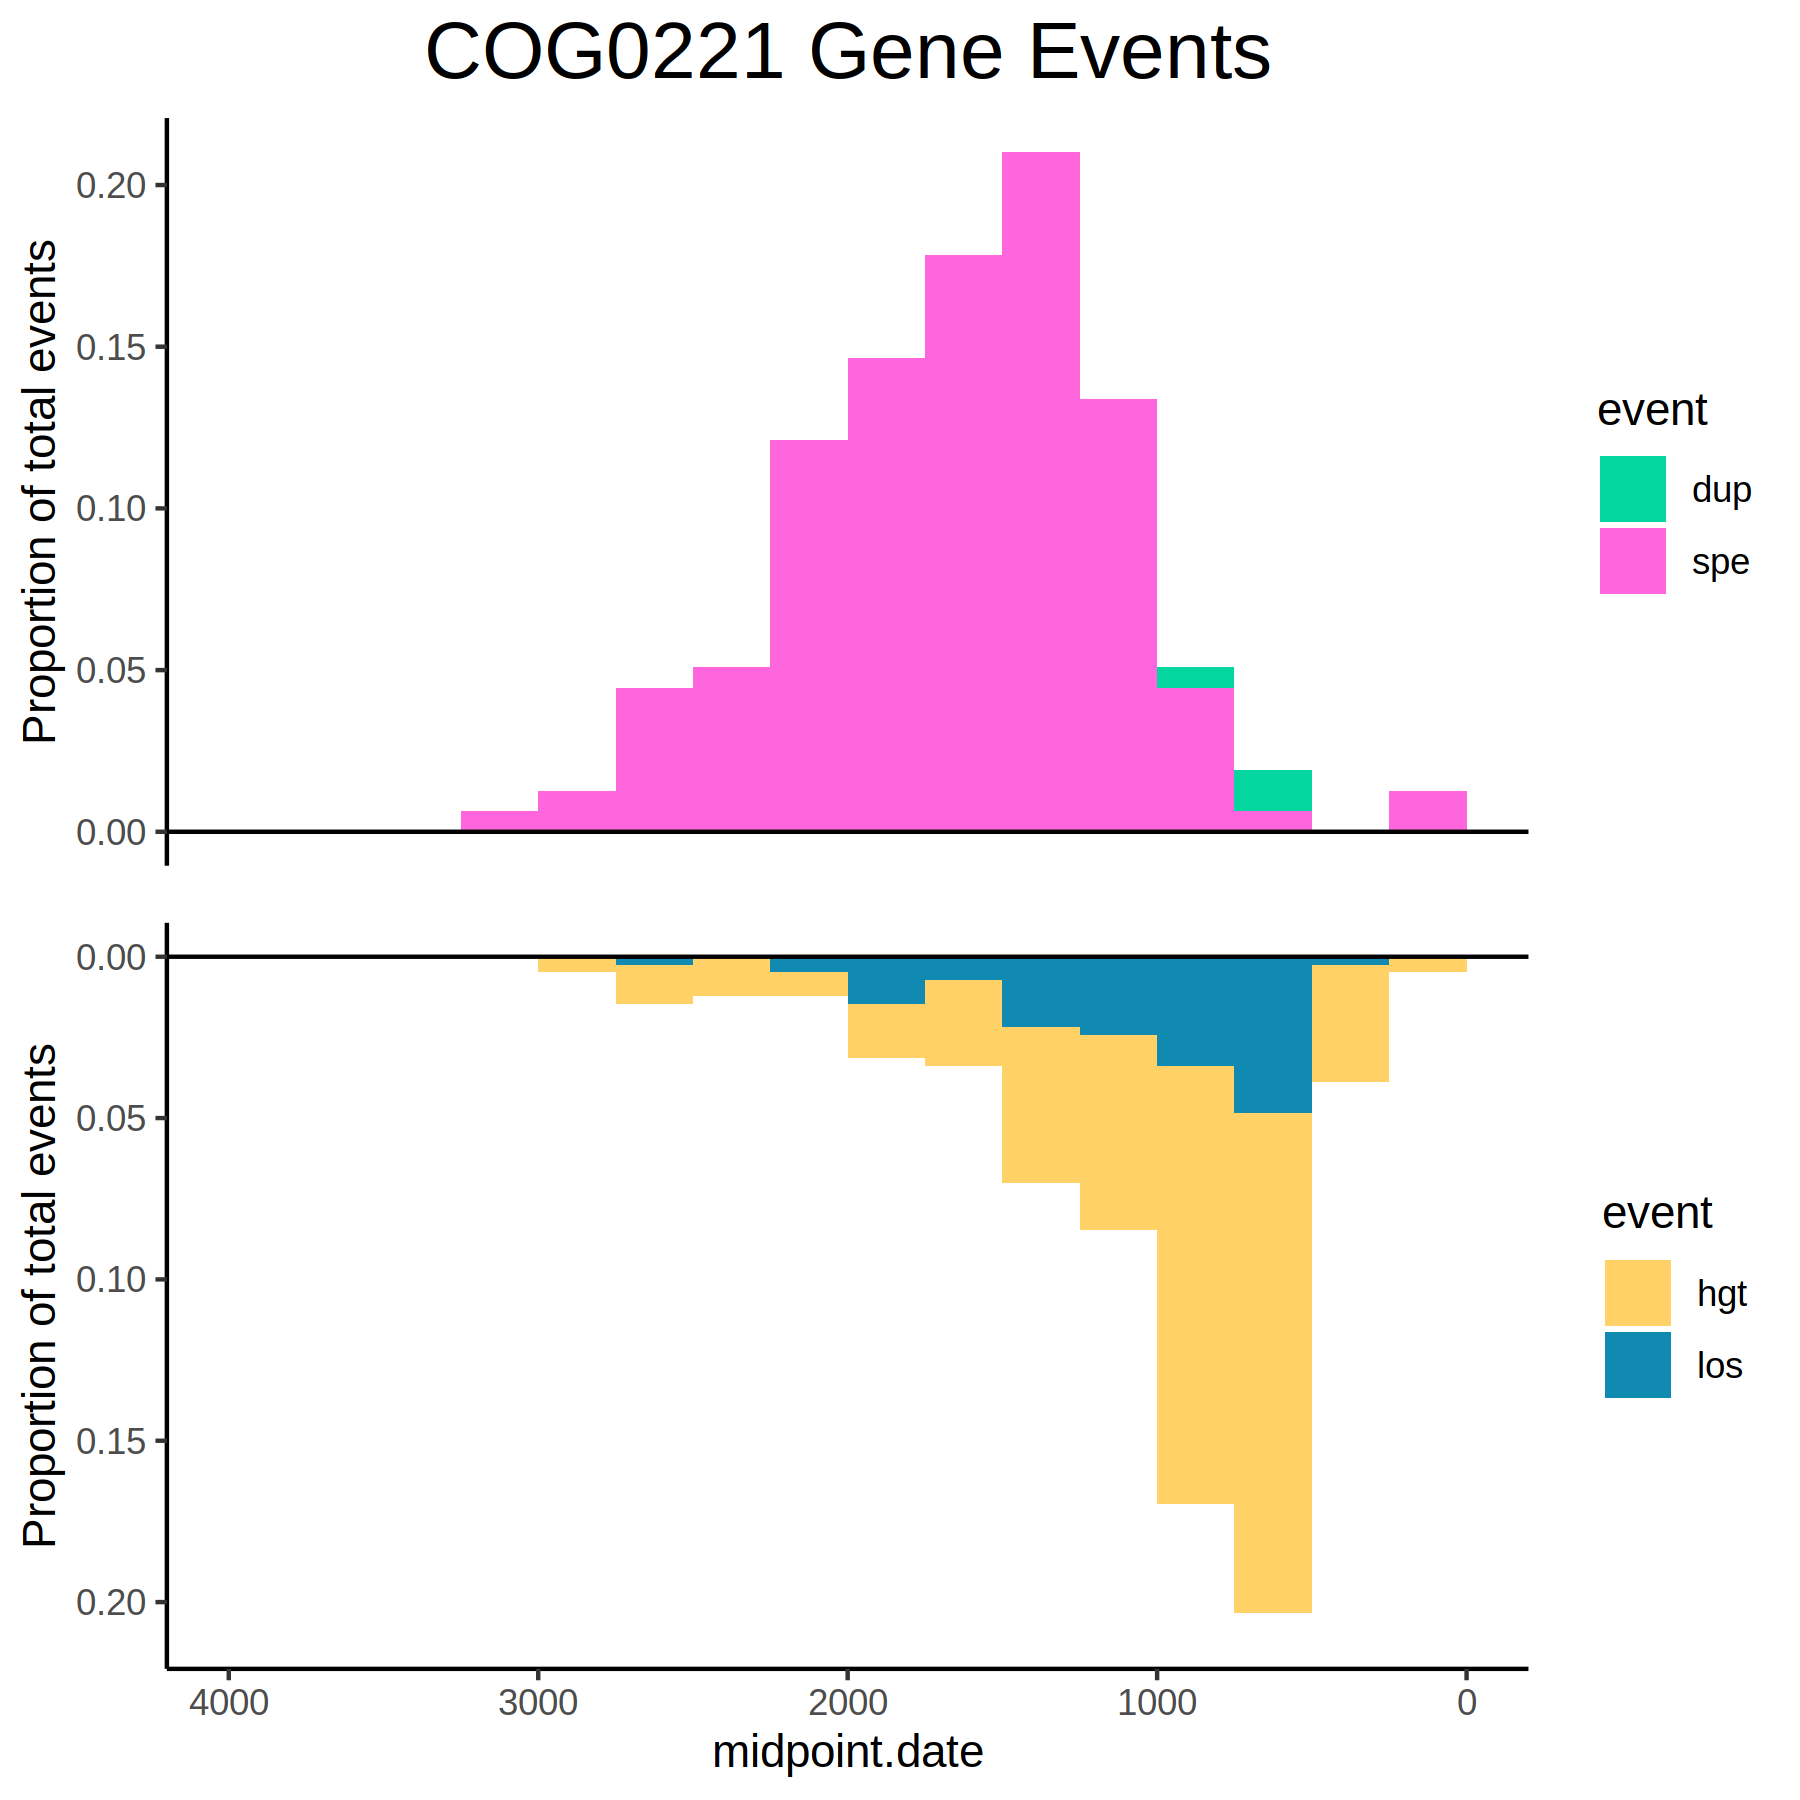 COG0221 Gene Events
Proportion of total events
0.20
0.15
0.10
0.05
0.00
event
dup
spe
Proportion of total events
0.00
0.05
0.10
0.15
0.20
event
hgt
los
4000 3000 2000 1000 0
midpoint.date